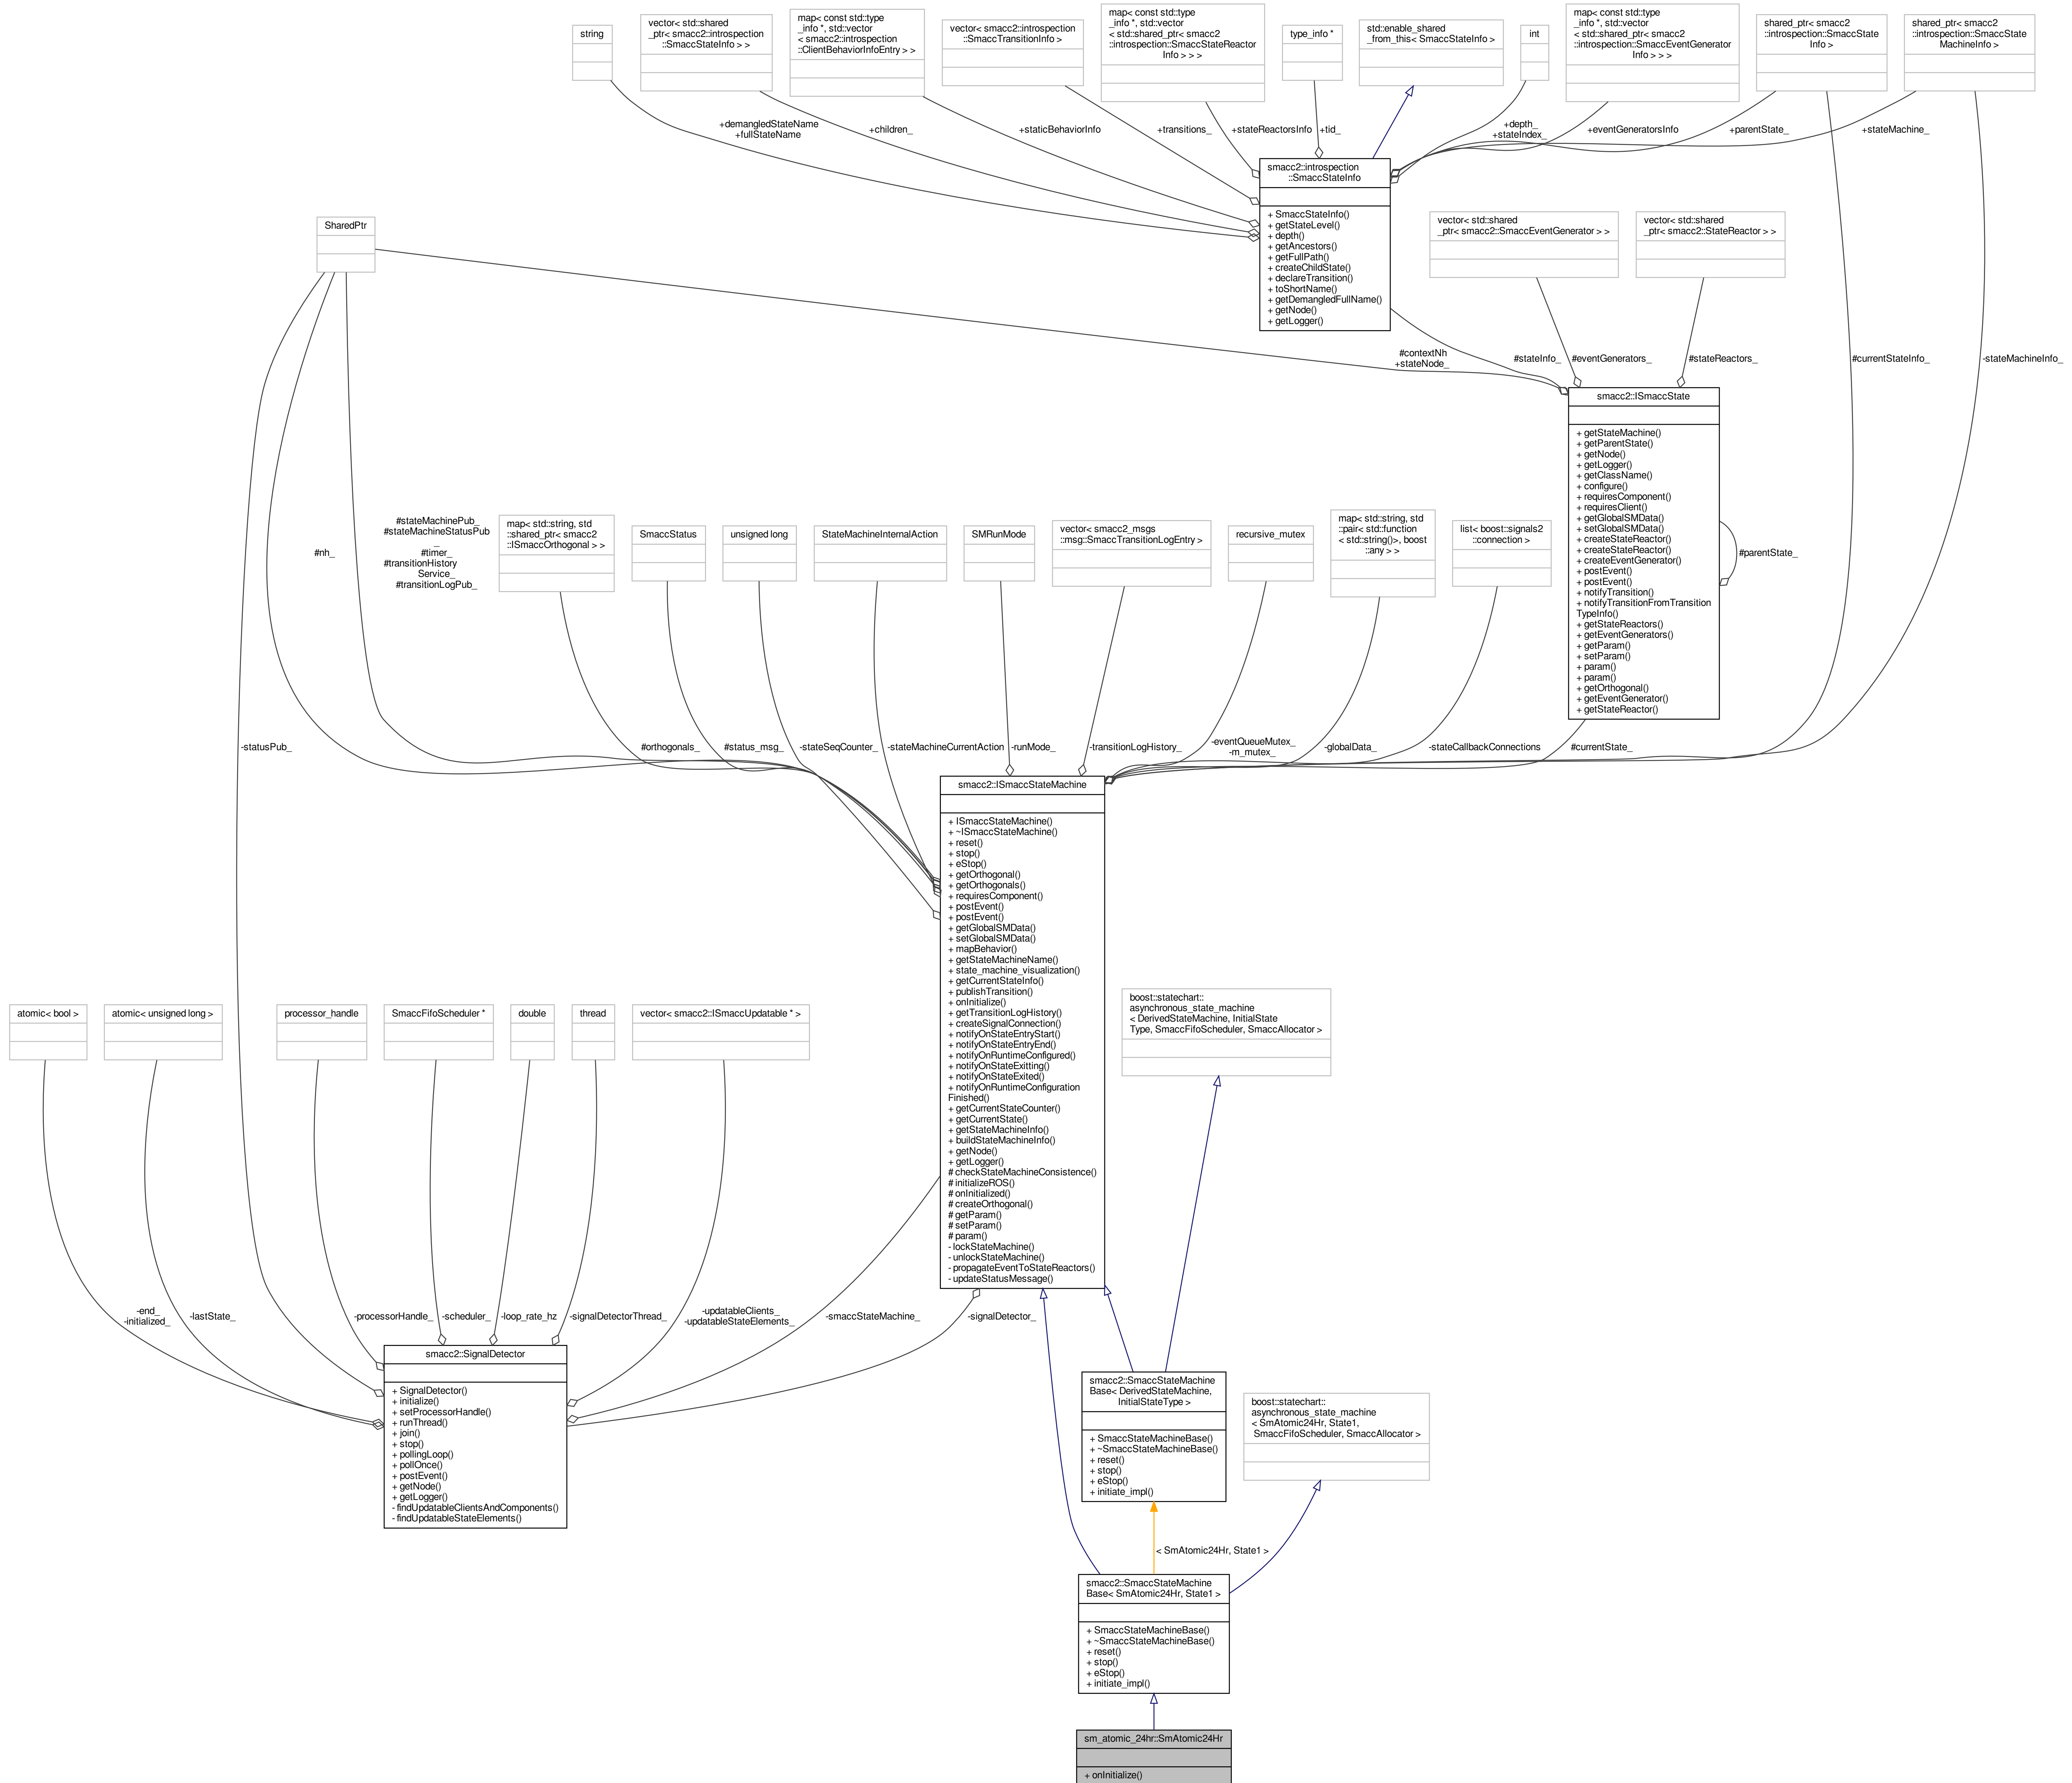 string
vector< std::shared
_ptr< smacc2::introspection
::SmaccStateInfo > >
map< const std::type
_info *, std::vector
< smacc2::introspection
::ClientBehaviorInfoEntry > >
vector< smacc2::introspection
::SmaccTransitionInfo >
map< const std::type
_info *, std::vector
< std::shared_ptr< smacc2
::introspection::SmaccStateReactor
Info > > >
type_info *
std::enable_shared
_from_this< SmaccStateInfo >
int
map< const std::type
_info *, std::vector
< std::shared_ptr< smacc2
::introspection::SmaccEventGenerator
Info > > >
shared_ptr< smacc2
::introspection::SmaccState
Info >
shared_ptr< smacc2
::introspection::SmaccState
MachineInfo >
+demangledStateName
+fullStateName
+children_
+staticBehaviorInfo
+transitions_
+stateReactorsInfo
+tid_
+depth_
+stateIndex_
+eventGeneratorsInfo
+parentState_
+stateMachine_
smacc2::introspection
::SmaccStateInfo
+ SmaccStateInfo()
+ getStateLevel()
+ depth()
+ getAncestors()
+ getFullPath()
+ createChildState()
+ declareTransition()
+ toShortName()
+ getDemangledFullName()
+ getNode()
+ getLogger()
SharedPtr
vector< std::shared
_ptr< smacc2::SmaccEventGenerator > >
vector< std::shared
_ptr< smacc2::StateReactor > >
#contextNh
+stateNode_
#stateInfo_
#eventGenerators_
#stateReactors_
#currentStateInfo_
-stateMachineInfo_
smacc2::ISmaccState
+ getStateMachine()
+ getParentState()
+ getNode()
+ getLogger()
+ getClassName()
+ configure()
+ requiresComponent()
+ requiresClient()
+ getGlobalSMData()
+ setGlobalSMData()
+ createStateReactor()
+ createStateReactor()
+ createEventGenerator()
+ postEvent()
+ postEvent()
+ notifyTransition()
+ notifyTransitionFromTransition
TypeInfo()
+ getStateReactors()
+ getEventGenerators()
+ getParam()
+ setParam()
+ param()
+ param()
+ getOrthogonal()
+ getEventGenerator()
+ getStateReactor()
#parentState_
#nh_
#stateMachinePub_
#stateMachineStatusPub
_
#timer_
#transitionHistory
Service_
#transitionLogPub_
map< std::string, std
::shared_ptr< smacc2
::ISmaccOrthogonal > >
SmaccStatus
unsigned long
StateMachineInternalAction
SMRunMode
vector< smacc2_msgs
::msg::SmaccTransitionLogEntry >
recursive_mutex
map< std::string, std
::pair< std::function
< std::string()>, boost
::any > >
list< boost::signals2
::connection >
-statusPub_
#orthogonals_
#status_msg_
-stateSeqCounter_
-stateMachineCurrentAction
-runMode_
-transitionLogHistory_
-eventQueueMutex_
-m_mutex_
-globalData_
-stateCallbackConnections
#currentState_
smacc2::ISmaccStateMachine
+ ISmaccStateMachine()
+ ~ISmaccStateMachine()
+ reset()
+ stop()
+ eStop()
+ getOrthogonal()
+ getOrthogonals()
+ requiresComponent()
+ postEvent()
+ postEvent()
+ getGlobalSMData()
+ setGlobalSMData()
+ mapBehavior()
+ getStateMachineName()
+ state_machine_visualization()
+ getCurrentStateInfo()
+ publishTransition()
+ onInitialize()
+ getTransitionLogHistory()
+ createSignalConnection()
+ notifyOnStateEntryStart()
+ notifyOnStateEntryEnd()
+ notifyOnRuntimeConfigured()
+ notifyOnStateExitting()
+ notifyOnStateExited()
+ notifyOnRuntimeConfiguration
Finished()
+ getCurrentStateCounter()
+ getCurrentState()
+ getStateMachineInfo()
+ buildStateMachineInfo()
+ getNode()
+ getLogger()
# checkStateMachineConsistence()
# initializeROS()
# onInitialized()
# createOrthogonal()
# getParam()
# setParam()
# param()
- lockStateMachine()
- unlockStateMachine()
- propagateEventToStateReactors()
- updateStatusMessage()
atomic< bool >
atomic< unsigned long >
processor_handle
SmaccFifoScheduler *
double
thread
vector< smacc2::ISmaccUpdatable * >
boost::statechart::
asynchronous_state_machine
< DerivedStateMachine, InitialState
Type, SmaccFifoScheduler, SmaccAllocator >
-end_
-initialized_
-lastState_
-processorHandle_
-scheduler_
-loop_rate_hz
-signalDetectorThread_
-updatableClients_
-updatableStateElements_
-smaccStateMachine_
-signalDetector_
smacc2::SignalDetector
+ SignalDetector()
+ initialize()
+ setProcessorHandle()
+ runThread()
+ join()
+ stop()
+ pollingLoop()
+ pollOnce()
+ postEvent()
+ getNode()
+ getLogger()
- findUpdatableClientsAndComponents()
- findUpdatableStateElements()
smacc2::SmaccStateMachine
Base< DerivedStateMachine,
InitialStateType >
+ SmaccStateMachineBase()
+ ~SmaccStateMachineBase()
+ reset()
+ stop()
+ eStop()
+ initiate_impl()
boost::statechart::
asynchronous_state_machine
< SmAtomic24Hr, State1,
SmaccFifoScheduler, SmaccAllocator >
< SmAtomic24Hr, State1 >
smacc2::SmaccStateMachine
Base< SmAtomic24Hr, State1 >
+ SmaccStateMachineBase()
+ ~SmaccStateMachineBase()
+ reset()
+ stop()
+ eStop()
+ initiate_impl()
sm_atomic_24hr::SmAtomic24Hr
+ onInitialize()